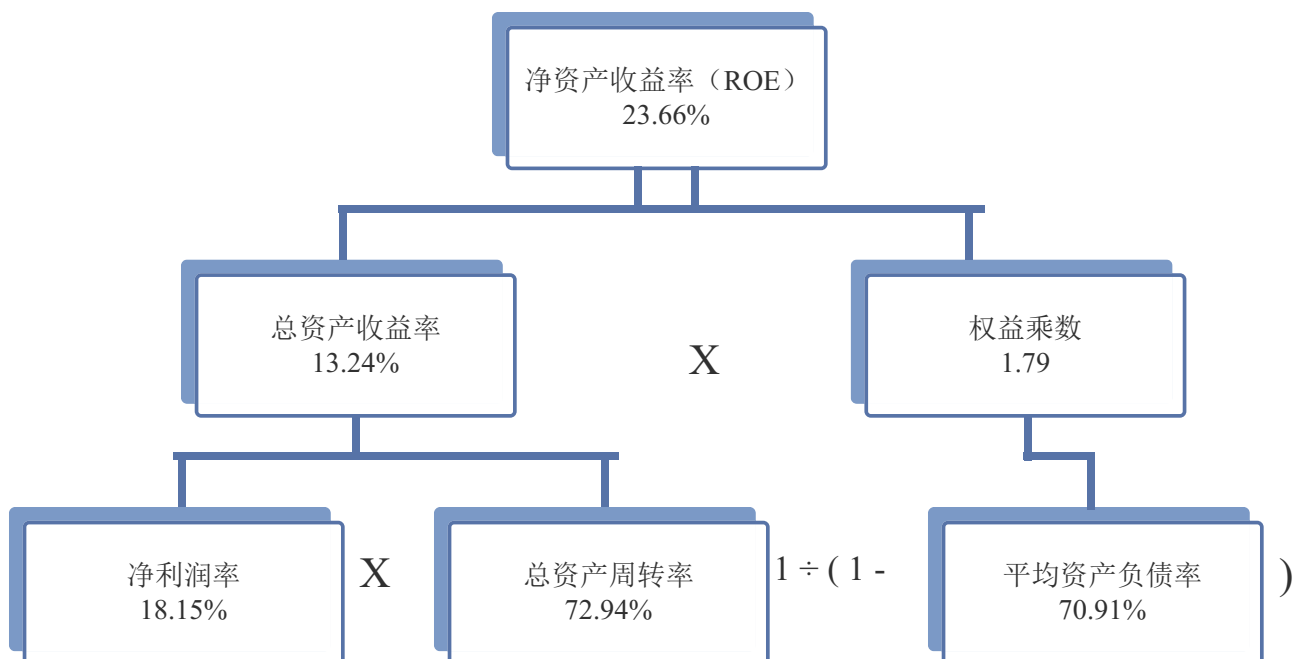 净资产收益率（ROE）
23.66%
总资产收益率
13.24%
X
权益乘数
1.79
净利润率
18.15%
X
总资产周转率
72.94%
1 ÷ ( 1 -
平均资产负债率
70.91%
)